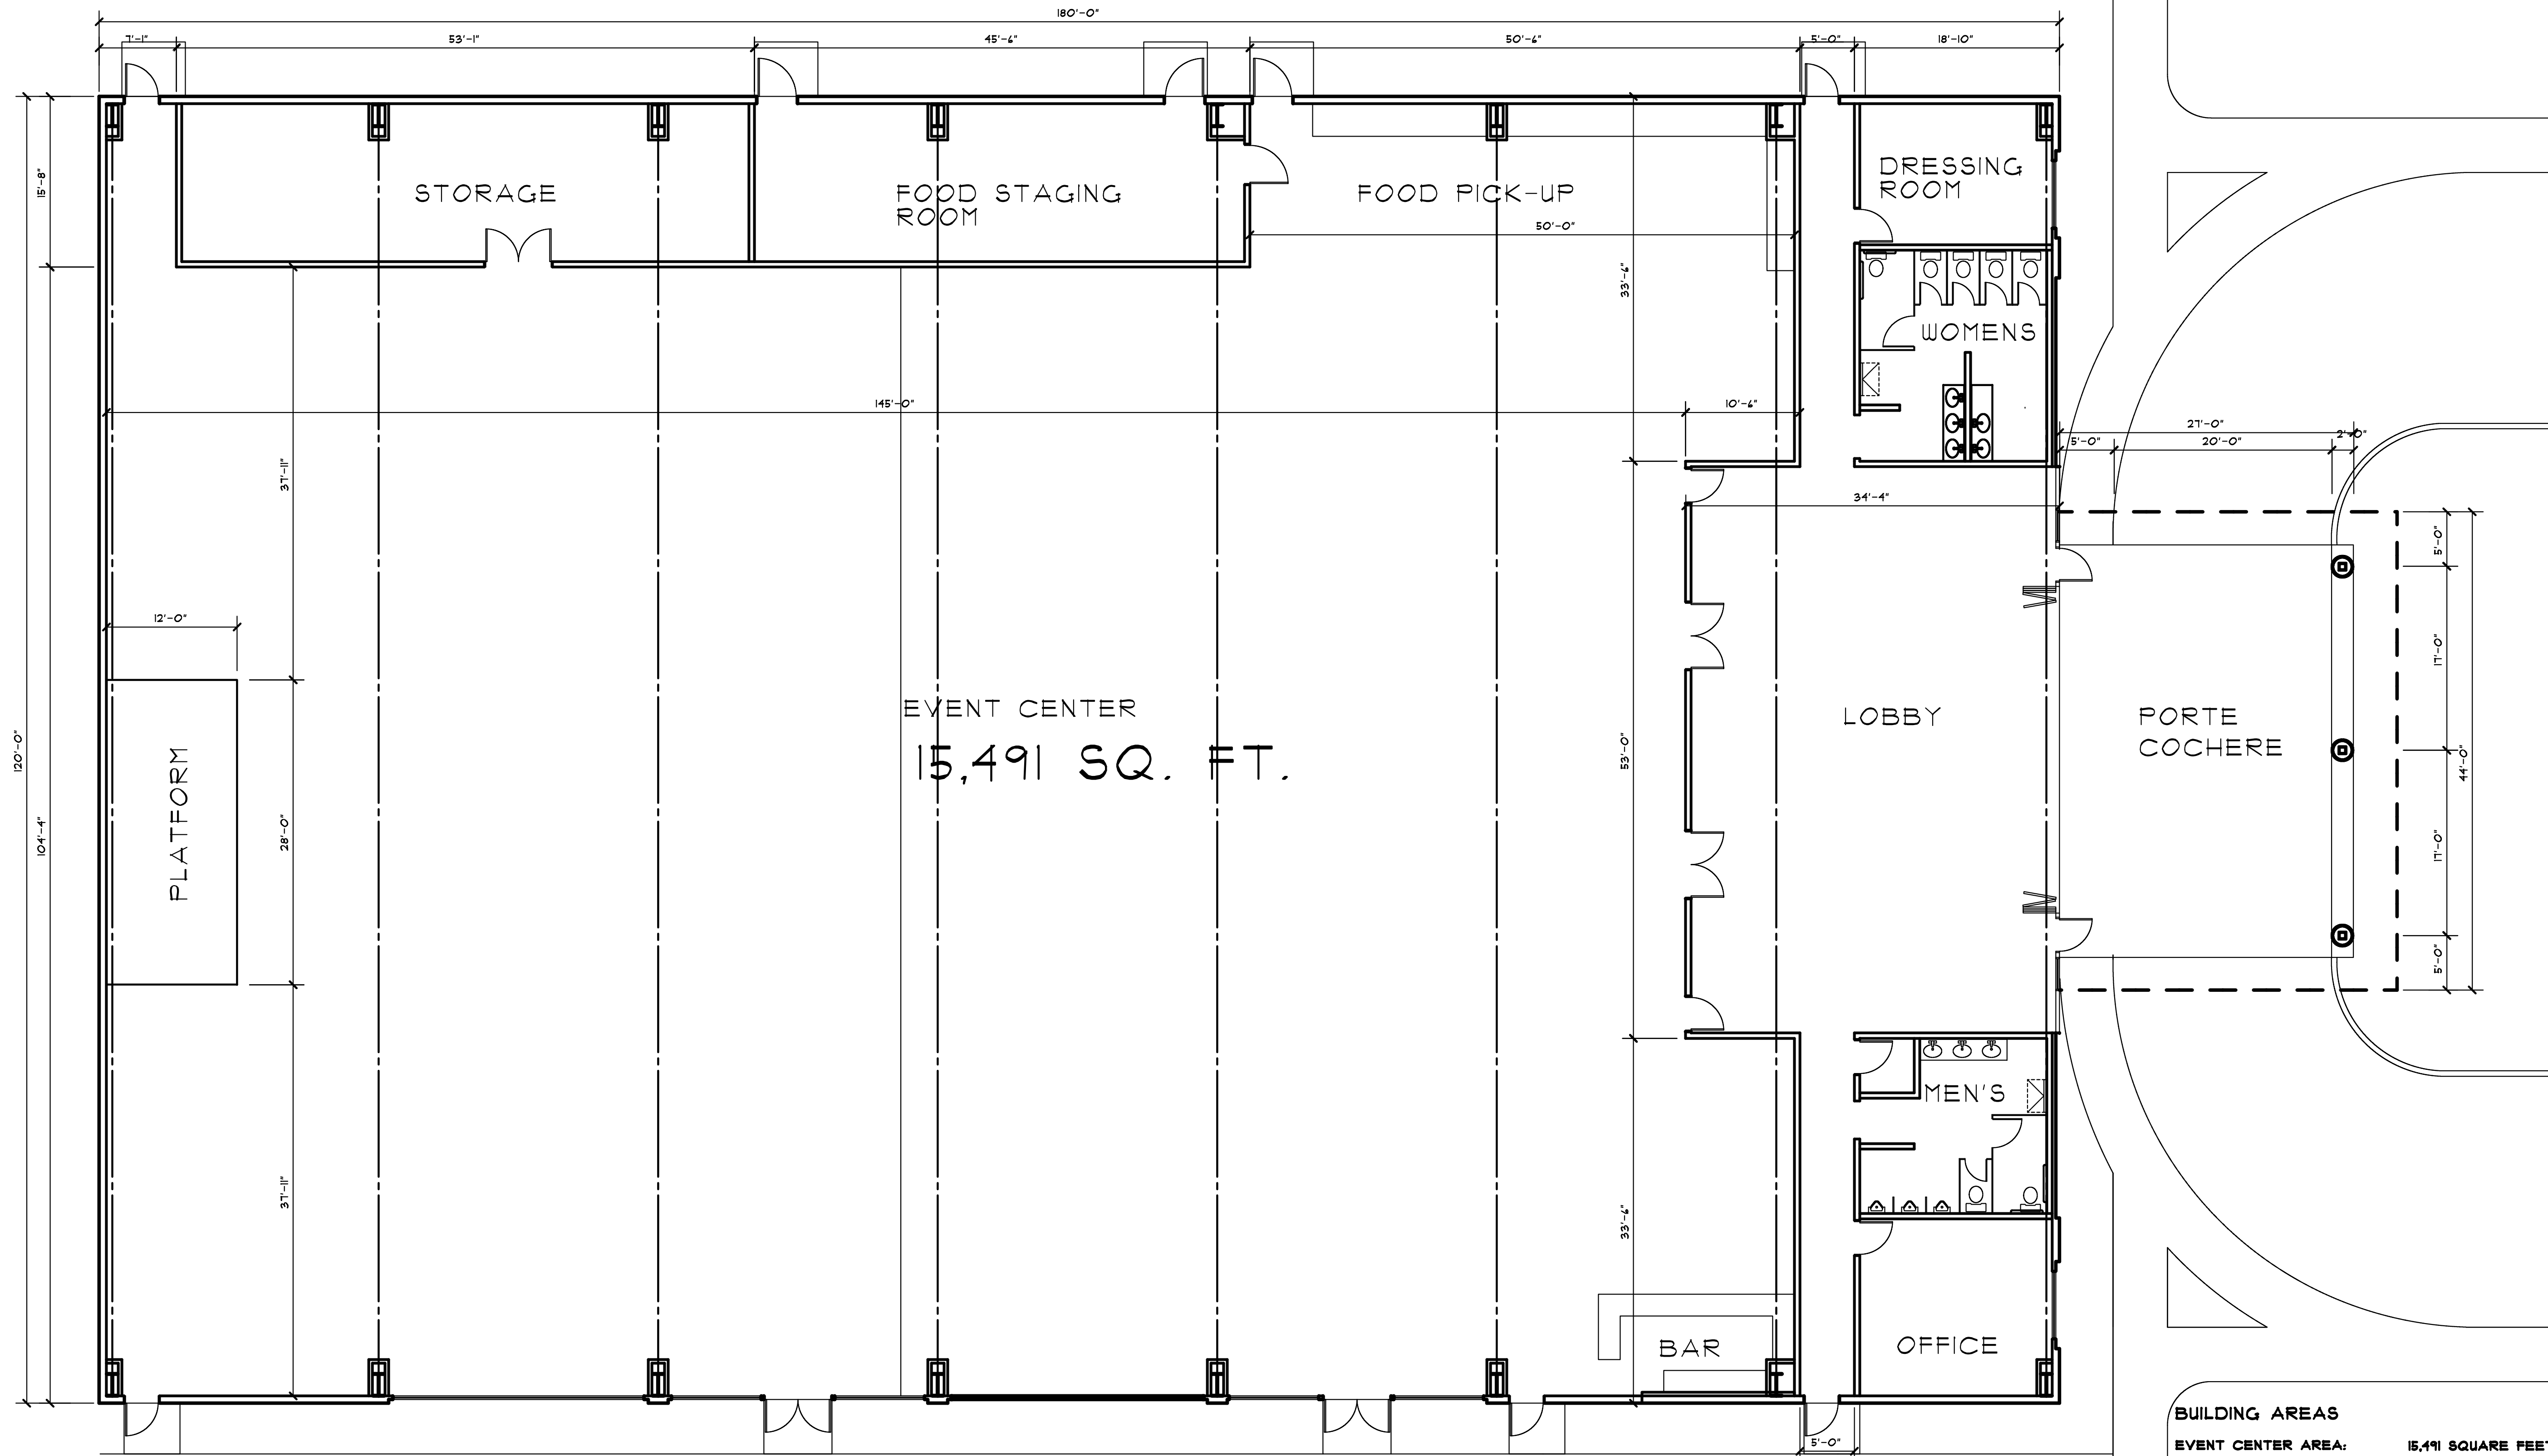 180'-0"
7'-1"
53'-1"
45'-6"
50'-6"
5'-0"
18'-10"
15'-8"
STORAGE
FOOD STAGING
ROOM
FOOD PICK-UP
DRESSING
ROOM
50'-0"
33'-6"
WOMENS
145'-0"
10'-6"
27'-0"
5'-0"
20'-0"
2'-0"
37'-11"
34'-4"
5'-0"
12'-0"
17'-0"
EVENT CENTER
15,491 SQ. FT.
LOBBY
PORTE
COCHERE
120'-0"
53'-0"
44'-0"
PLATFORM
104'-4"
28'-0"
17'-0"
5'-0"
MEN'S
37'-11"
33'-6"
BAR
OFFICE
BUILDING AREAS
5'-0"
EVENT CENTER AREA: 15,491 SQUARE FEET